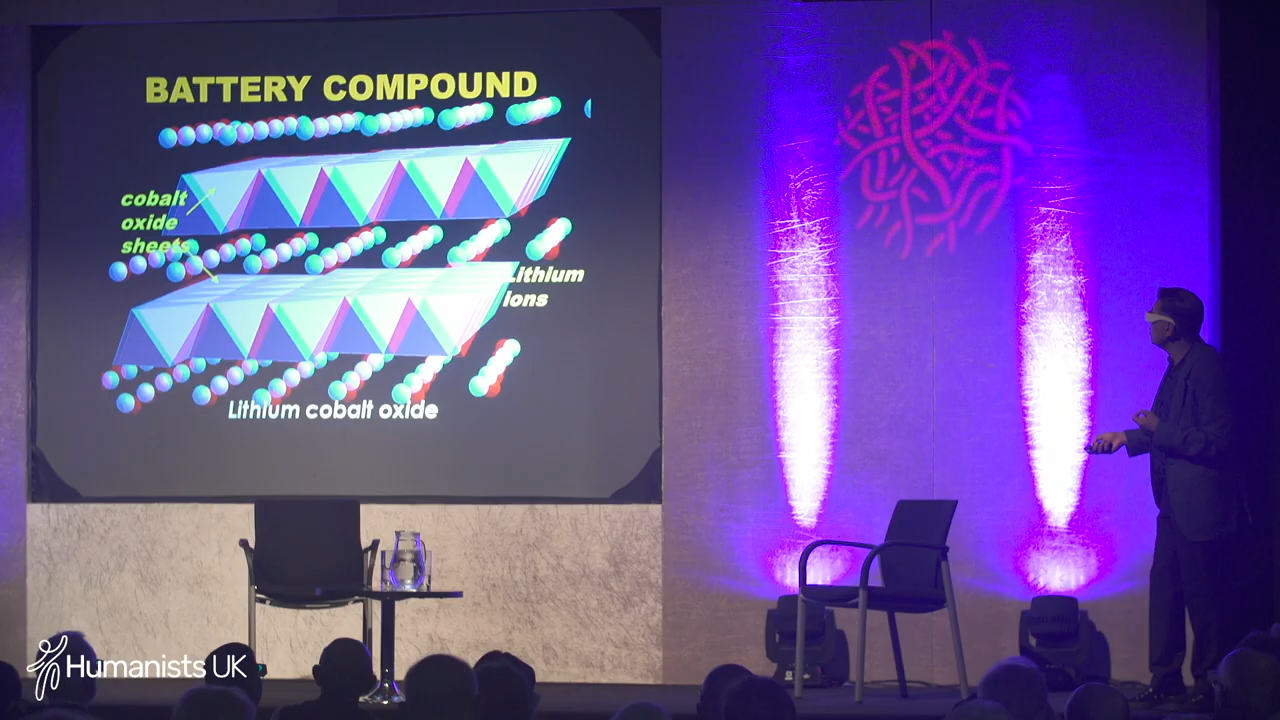 BATTERY COMPOUND
cobalt
oxide
sheets
Lithium
ions
Lithium cobalt oxide
Humanists UK